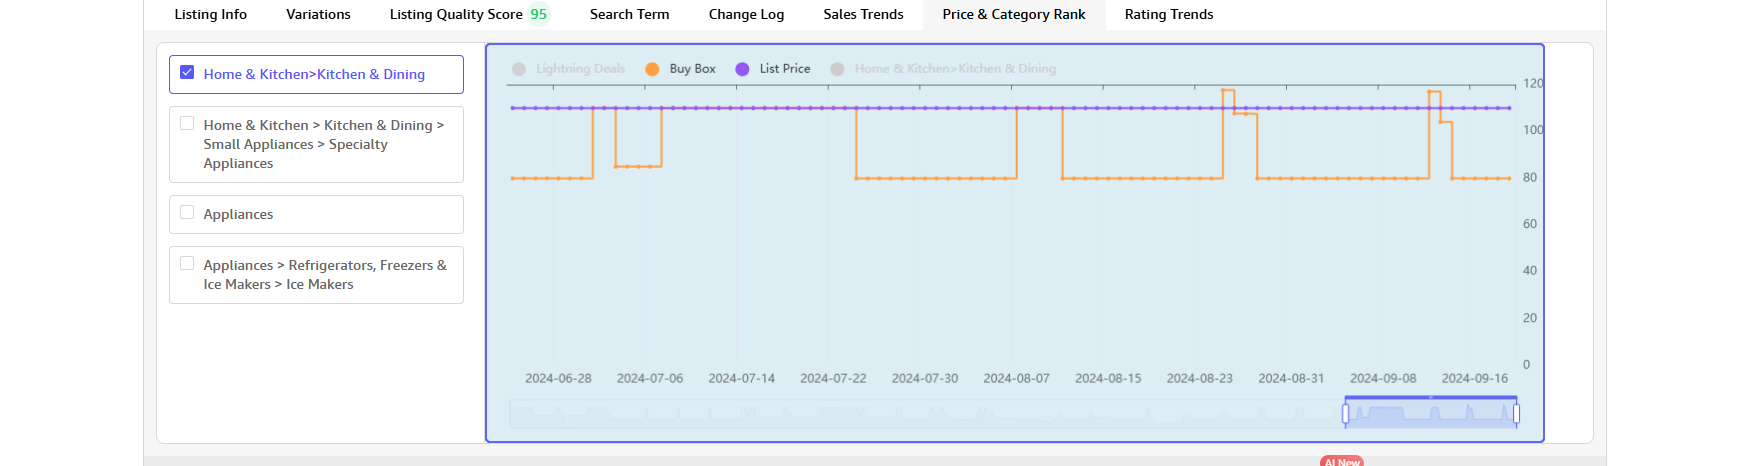 Listing Info Variations Listing Quality Score 95 Search Term Change Log Sales Trends Price & Category Rank Rating Trends
Home & Kitchen>Kitchen & Dining
Home & Kitchen > Kitchen & Dining >
Small Appliances > Specialty
Appliances
Appliances
Appliances > Refrigerators, Freezers &
Ice Makers > Ice Makers
Lightning Deals Buy Box List Price Home & Kitchen>Kitchen & Dining
120
100
80
60
40
20
0
2024-06-28 2024-07-06 2024-07-14 2024-07-22 2024-07-30 2024-08-07 2024-08-15 2024-08-23 2024-08-31 2024-09-08 2024-09-16
AI New